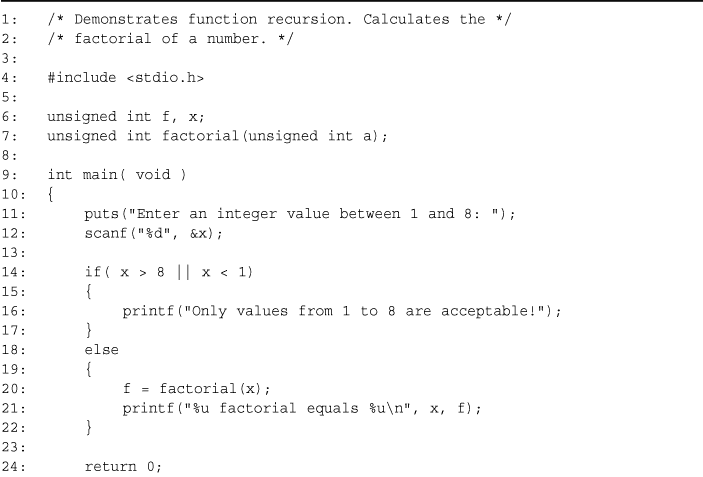 1: /* Demonstrates function recursion. Calculates the */
2: /* factorial of a number. */
3:
4: #include <stdio.h>
5:
6: unsigned int f, x;
7: unsigned int factorial(unsigned int a);
8:
9: int main( void )
10: {
11: puts("Enter an integer value between 1 and 8: ");
12: scanf("%d", &x);
13:
14: if( x > 8 || x < 1)
15: {
16: printf("Only values from 1 to 8 are acceptable!");
17: }
18: else
19: {
20: f = factorial(x);
21: printf("%u factorial equals %u\n", x, f);
22: }
23:
24: return 0;